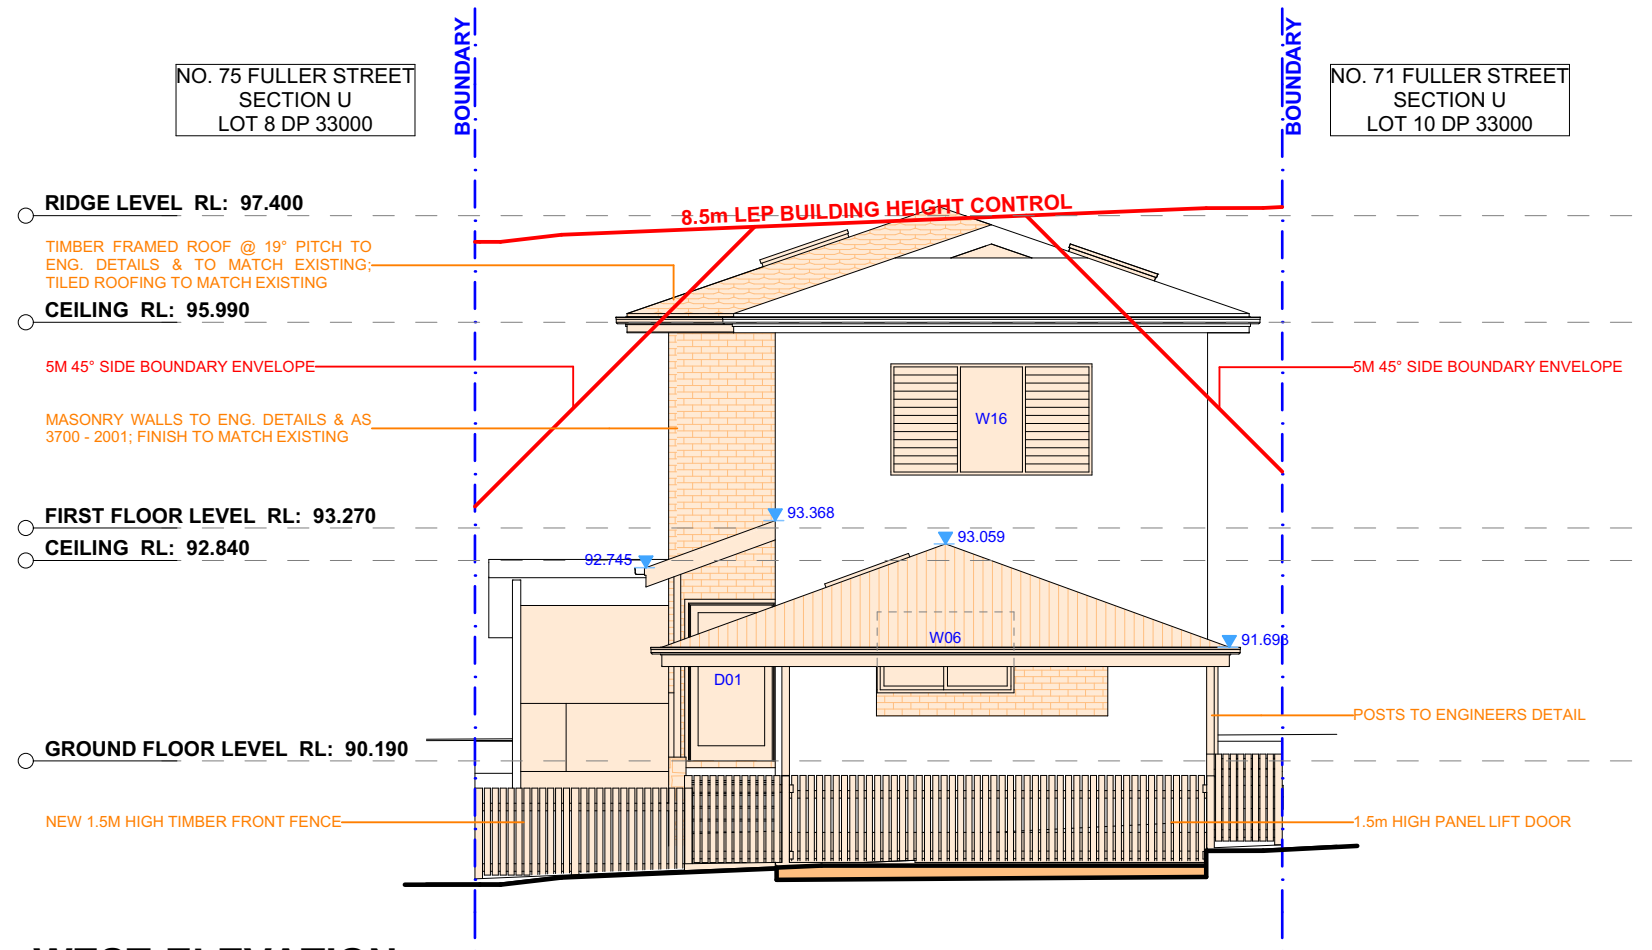 BOUNDARY
BOUNDARY
NO. 75 FULLER STREET
SECTION U
LOT 8 DP 33000
NO. 71 FULLER STREET
SECTION U
LOT 10 DP 33000
RIDGE LEVEL RL: 97.400
8.5m LEP BUILDING HEIGHT CONTROL
TIMBER FRAMED ROOF @ 19° PITCH TO
ENG. DETAILS & TO MATCH EXISTING;
TILED ROOFING TO MATCH EXISTING
CEILING RL: 95.990
5M 45° SIDE BOUNDARY ENVELOPE
5M 45° SIDE BOUNDARY ENVELOPE
MASONRY WALLS TO ENG. DETAILS & AS
3700 - 2001; FINISH TO MATCH EXISTING
W16
FIRST FLOOR LEVEL RL: 93.270
93.368
93.059
CEILING RL: 92.840
92.745
W06
91.693
D01
POSTS TO ENGINEERS DETAIL
GROUND FLOOR LEVEL RL: 90.190
NEW 1.5M HIGH TIMBER FRONT FENCE
1.5m HIGH PANEL LIFT DOOR
WEST ELEVATION